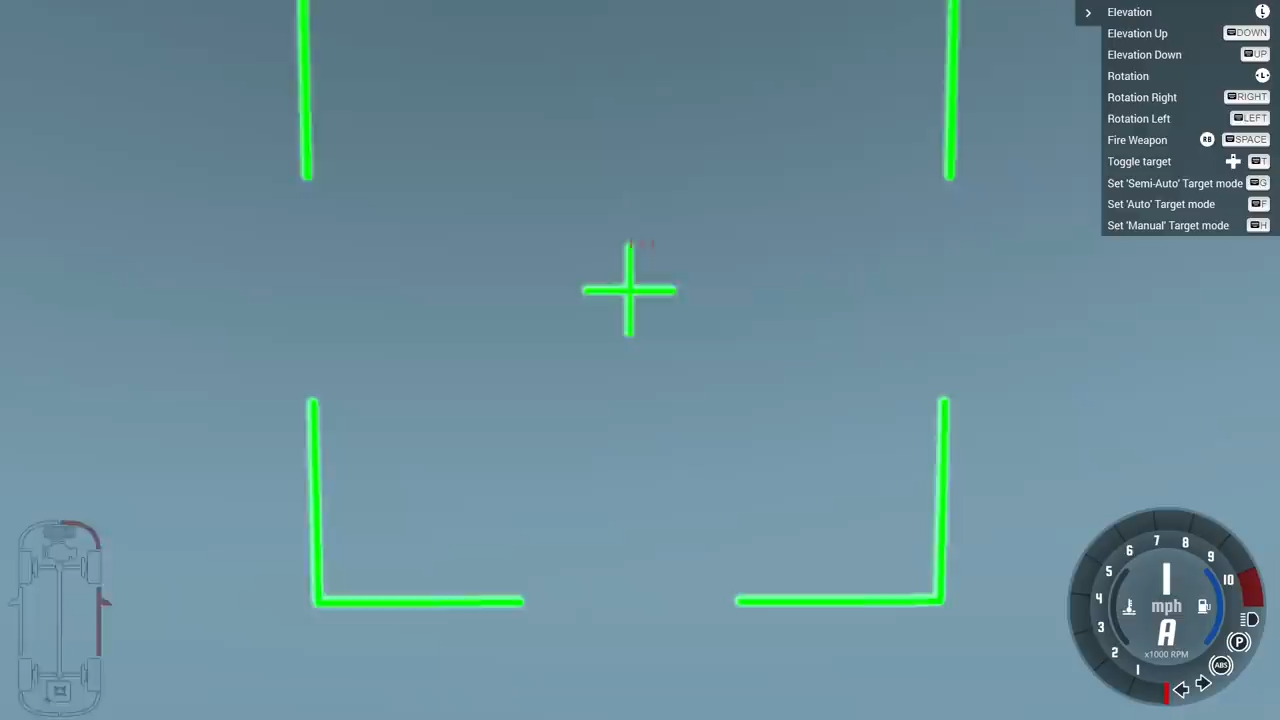 Elevation L
Elevation Up DOWN
Elevation Down UP
Rotation L
Rotation Right RIGHT
Rotation Left LEFT
Fire Weapon RB SPACE
Toggle target T
Set 'Semi-Auto' Target mode G
Set 'Auto' Target mode F
Set 'Manual' Target mode H
1 2 3 4 5 6 7 8 9 10
1
mph
A
x1000 RPM
P
ABS